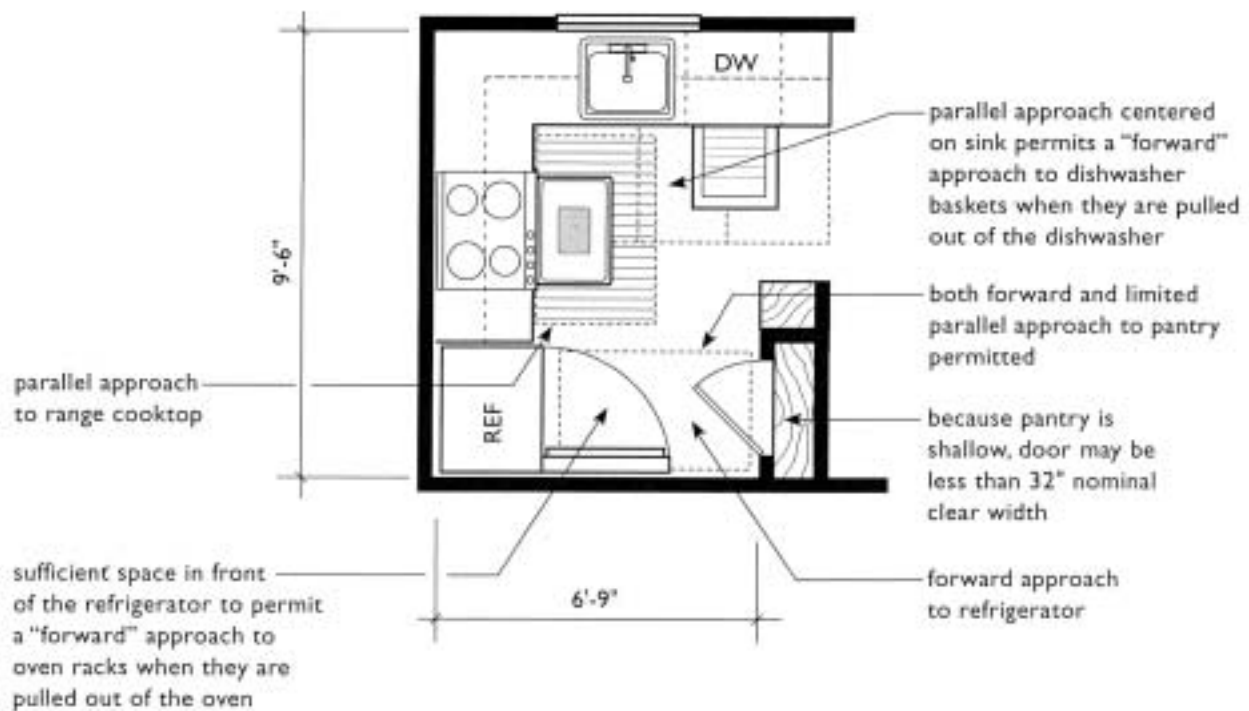 DW
parallel approach centered
on sink permits a “forward”
approach to dishwasher
baskets when they are pulled
out of the dishwasher
9'-6"
both forward and limited
parallel approach to pantry
permitted
parallel approach
to range cooktop
REF
because pantry is
shallow, door may be
less than 32" nominal
clear width
sufficient space in front
of the refrigerator to permit
a “forward” approach to
oven racks when they are
pulled out of the oven
6'-9"
forward approach
to refrigerator